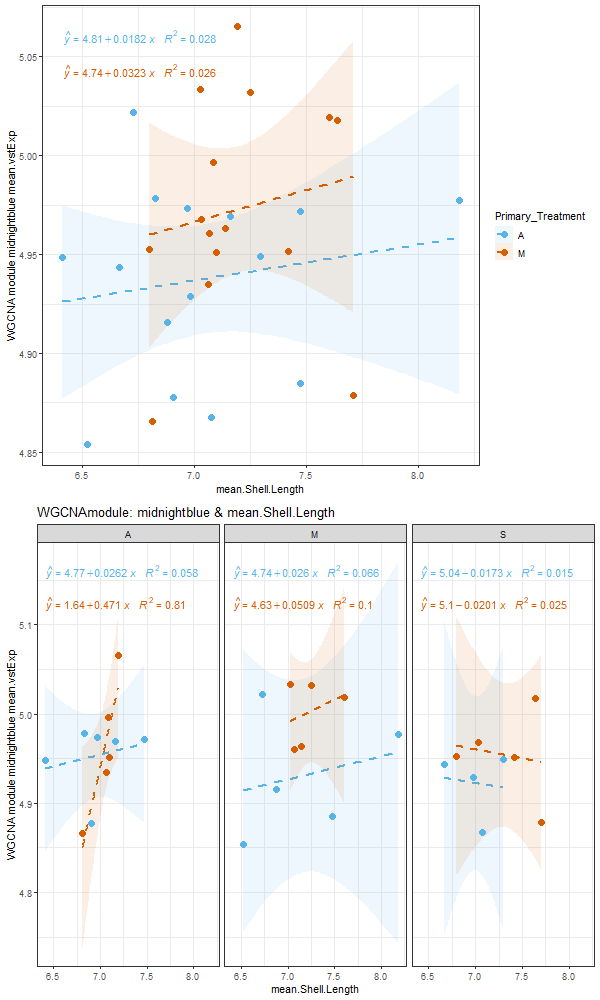 ŷ = 4.81 + 0.0182 x R² = 0.028
ŷ = 4.74 + 0.0323 x R² = 0.026
5.05
5.00
4.95
4.90
4.85
WGCNA module midnightblue mean.vstExp
6.5 7.0 7.5 8.0
mean.Shell.Length
Primary_Treatment
A
M
WGCNAmodule: midnightblue & mean.Shell.Length
A M S
ŷ = 4.77 + 0.0262 x R² = 0.058
ŷ = 1.64 + 0.471 x R² = 0.81
ŷ = 4.74 + 0.026 x R² = 0.066
ŷ = 4.63 + 0.0509 x R² = 0.1
ŷ = 5.04 − 0.0173 x R² = 0.015
ŷ = 5.1 − 0.0201 x R² = 0.025
5.1
5.0
4.9
4.8
WGCNA module midnightblue mean.vstExp
6.5 7.0 7.5 8.0 6.5 7.0 7.5 8.0 6.5 7.0 7.5 8.0
mean.Shell.Length